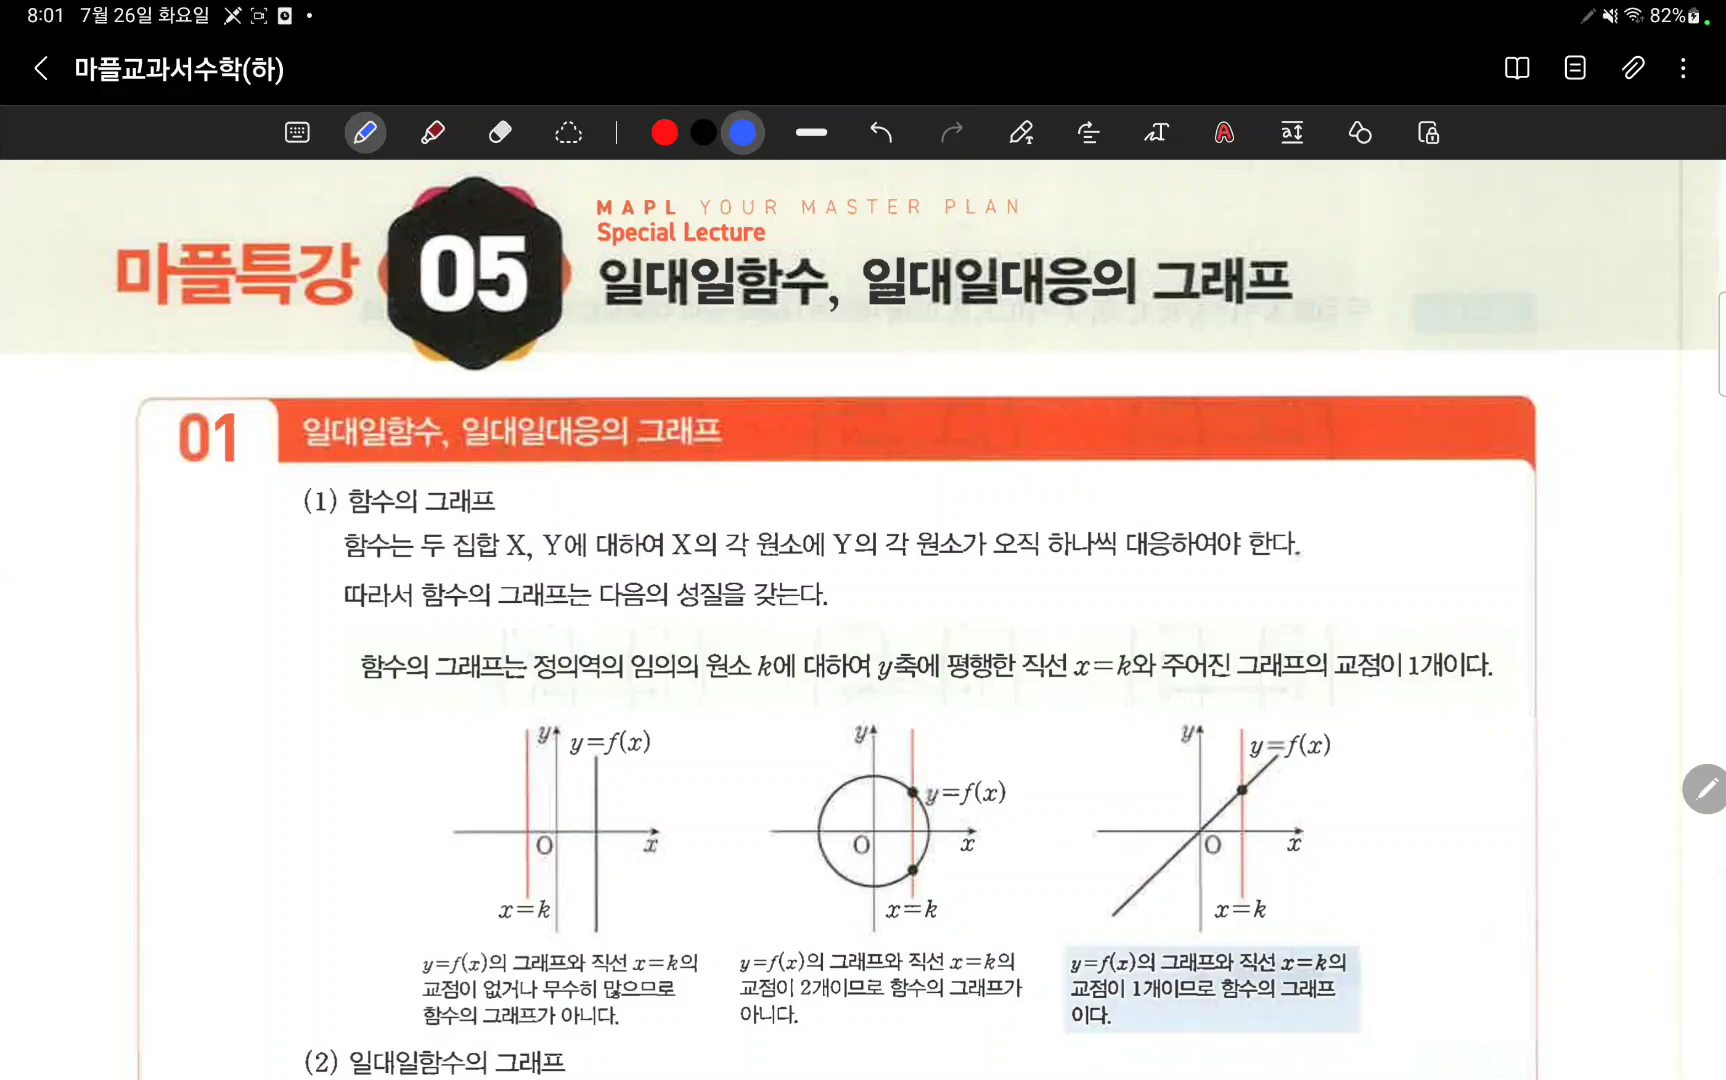 8:01 7월 26일 화요일
82%
마플교과서수학(하)
MAPL YOUR MASTER PLAN
Special Lecture
마플특강 05 일대일함수, 일대일대응의 그래프
01 일대일함수, 일대일대응의 그래프
(1) 함수의 그래프
함수는 두 집합 X, Y에 대하여 X의 각 원소에 Y의 각 원소가 오직 하나씩 대응하여야 한다.
따라서 함수의 그래프는 다음의 성질을 갖는다.
함수의 그래프는 정의역의 임의의 원소 k에 대하여 y축에 평행한 직선 x=k와 주어진 그래프의 교점이 1개이다.
y y=f(x)
O x
x=k
y=f(x)의 그래프와 직선 x=k의
교점이 없거나 무수히 많으므로
함수의 그래프가 아니다.
y
y=f(x)
O x
x=k
y=f(x)의 그래프와 직선 x=k의
교점이 2개이므로 함수의 그래프가
아니다.
y y=f(x)
O x
x=k
y=f(x)의 그래프와 직선 x=k의
교점이 1개이므로 함수의 그래프
이다.
(2) 일대일함수의 그래프